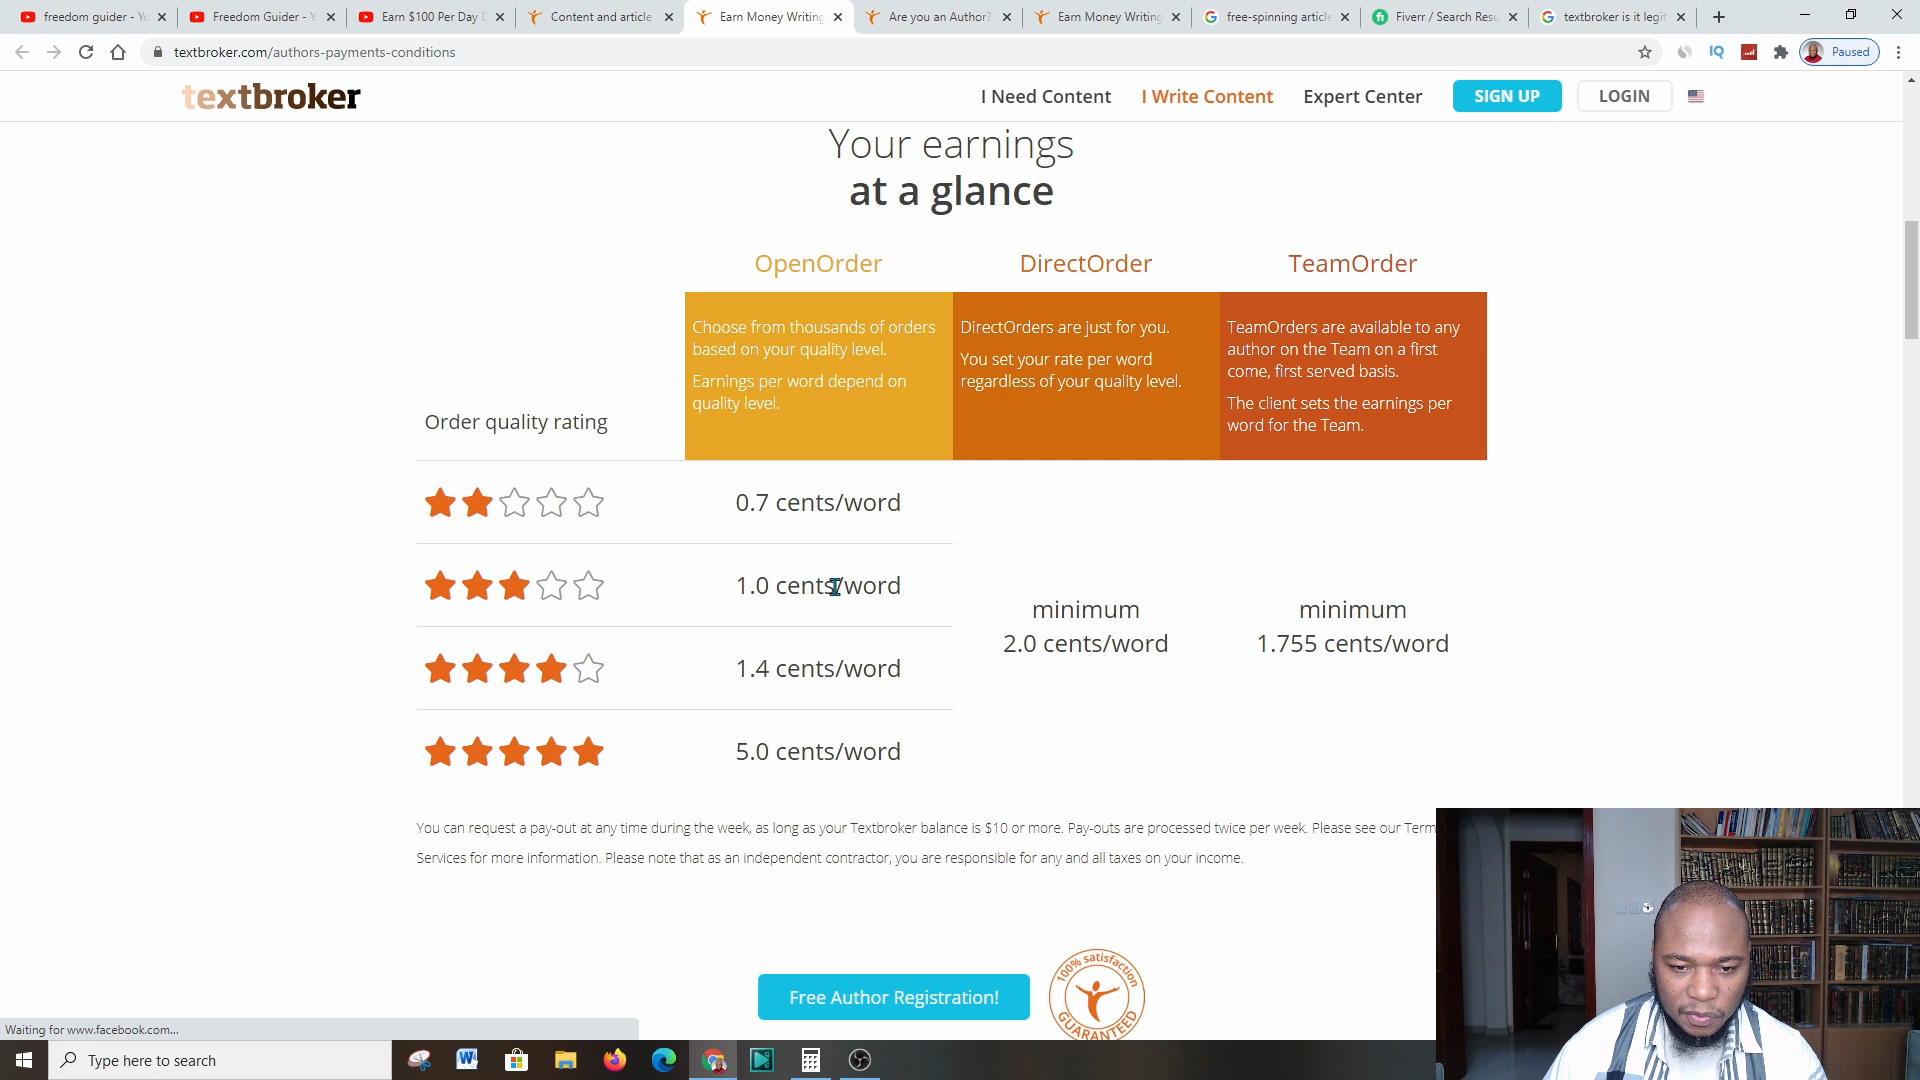 freedom guider - Yo
Freedom Guider - Y
Earn $100 Per Day
Content and article
Earn Money Writing
Are you an Author?
Earn Money Writing
free-spinning article
Fiverr / Search Resu
textbroker is it legit
textbroker.com/authors-payments-conditions
Paused
textbroker
I Need Content
I Write Content
Expert Center
SIGN UP
LOGIN
Your earnings
at a glance
OpenOrder
DirectOrder
TeamOrder
Choose from thousands of orders
based on your quality level.
Earnings per word depend on
quality level.
DirectOrders are just for you.
You set your rate per word
regardless of your quality level.
TeamOrders are available to any
author on the Team on a first
come, first served basis.
The client sets the earnings per
word for the Team.
Order quality rating
0.7 cents/word
1.0 cents/word
1.4 cents/word
5.0 cents/word
minimum
2.0 cents/word
minimum
1.755 cents/word
You can request a pay-out at any time during the week, as long as your Textbroker balance is $10 or more. Pay-outs are processed twice per week. Please see our Term
Services for more information. Please note that as an independent contractor, you are responsible for any and all taxes on your income.
Free Author Registration!
100% satisfaction
GUARANTEED
Waiting for www.facebook.com...
Type here to search